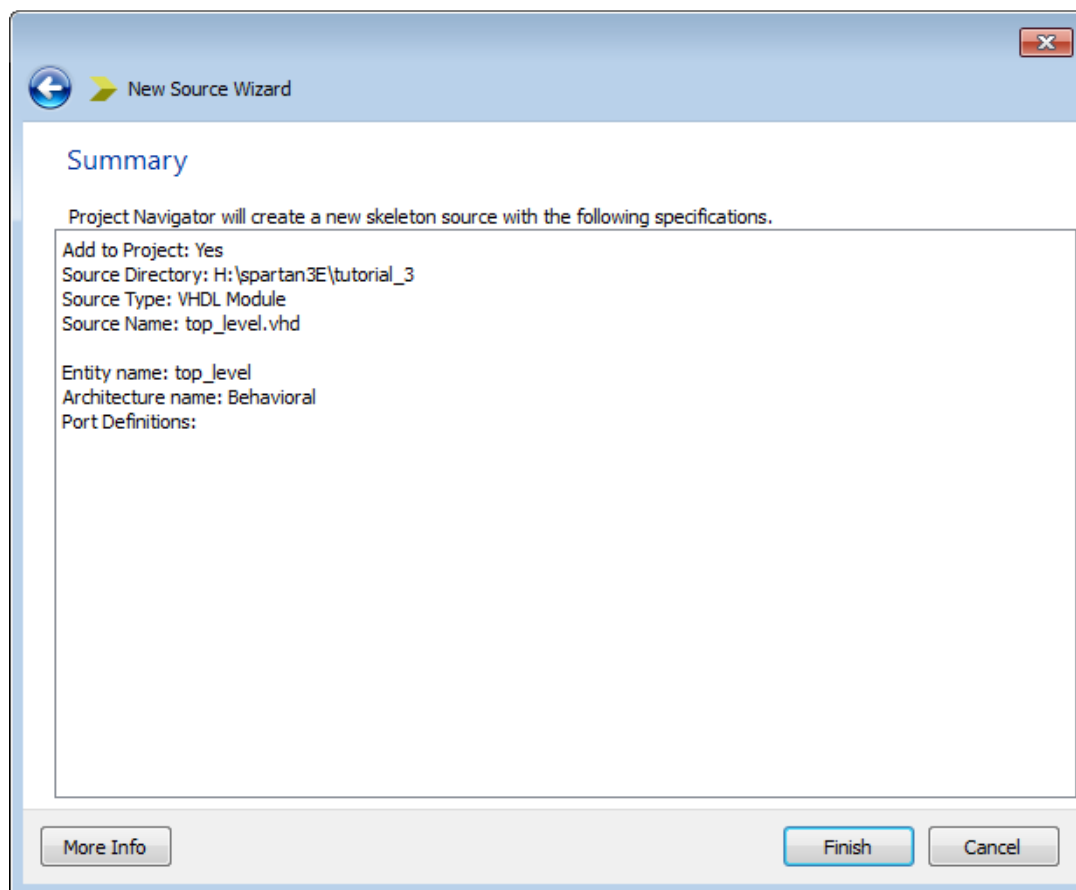 New Source Wizard
Summary
Project Navigator will create a new skeleton source with the following specifications.
Add to Project: Yes
Source Directory: H:\spartan3E\tutorial_3
Source Type: VHDL Module
Source Name: top_level.vhd
Entity name: top_level
Architecture name: Behavioral
Port Definitions:
More Info
Finish
Cancel